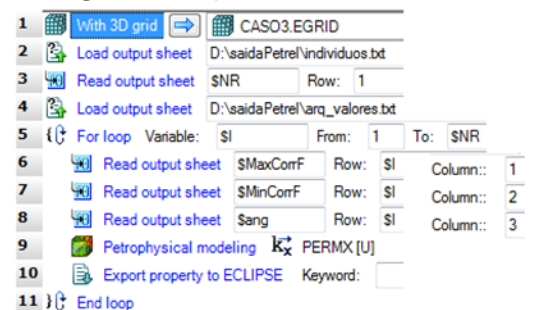 1 With 3D grid CASO3.EGRID
2 Load output sheet D:\saidaPetrel\individuos.txt
3 Read output sheet $NR Row: 1
4 Load output sheet D:\saidaPetrel\arq_valores.txt
5 For loop Variable: $I From: 1 To: $NR
6 Read output sheet $MaxCorrF Row: $I Column:: 1
7 Read output sheet $MinCorrF Row: $I Column:: 2
8 Read output sheet $ang Row: $I Column:: 3
9 Petrophysical modeling kx PERMX [U]
10 Export property to ECLIPSE Keyword:
11 End loop